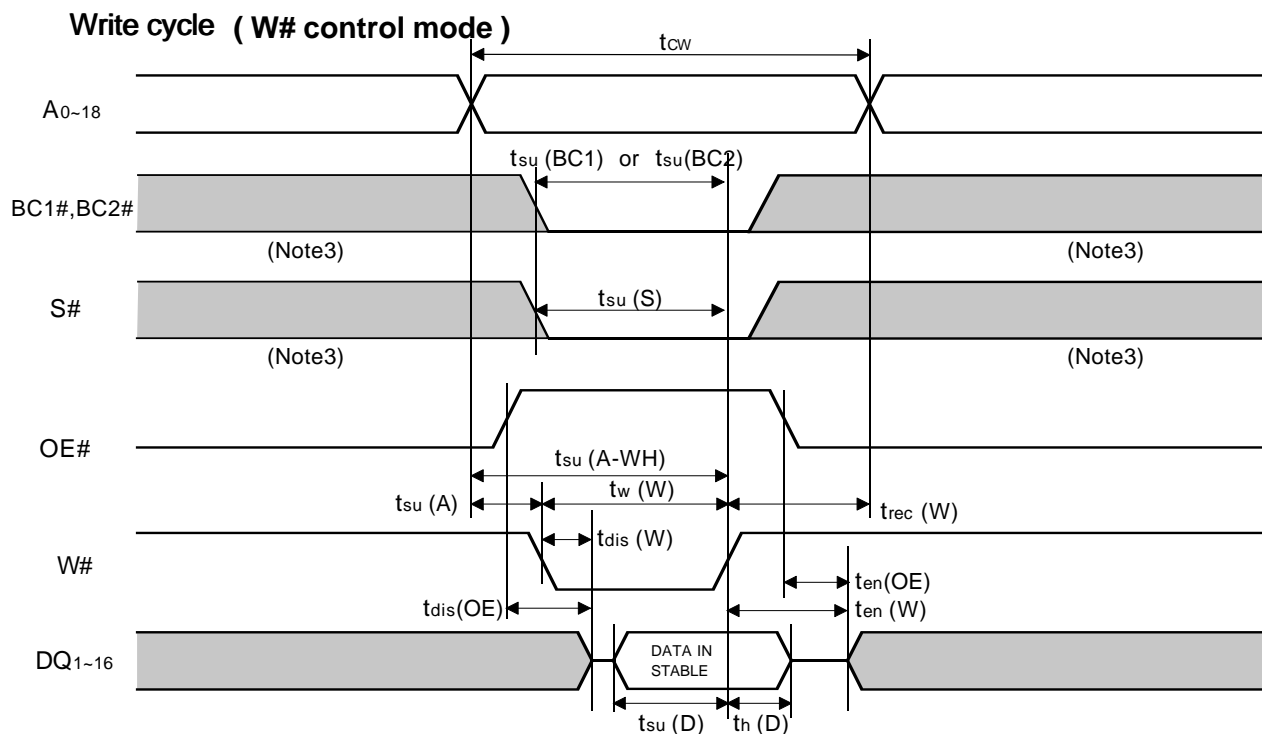 Write cycle ( W# control mode )
tCW
A0~18
tsu (BC1) or tsu(BC2)
BC1#,BC2#
(Note3) (Note3)
S#
tsu (S)
(Note3) (Note3)
OE#
tsu (A-WH)
tsu (A) tw (W) trec (W)
W#
tdis (W)
ten(OE)
tdis(OE) ten (W)
DQ1~16
DATA IN
STABLE
tsu (D) th (D)